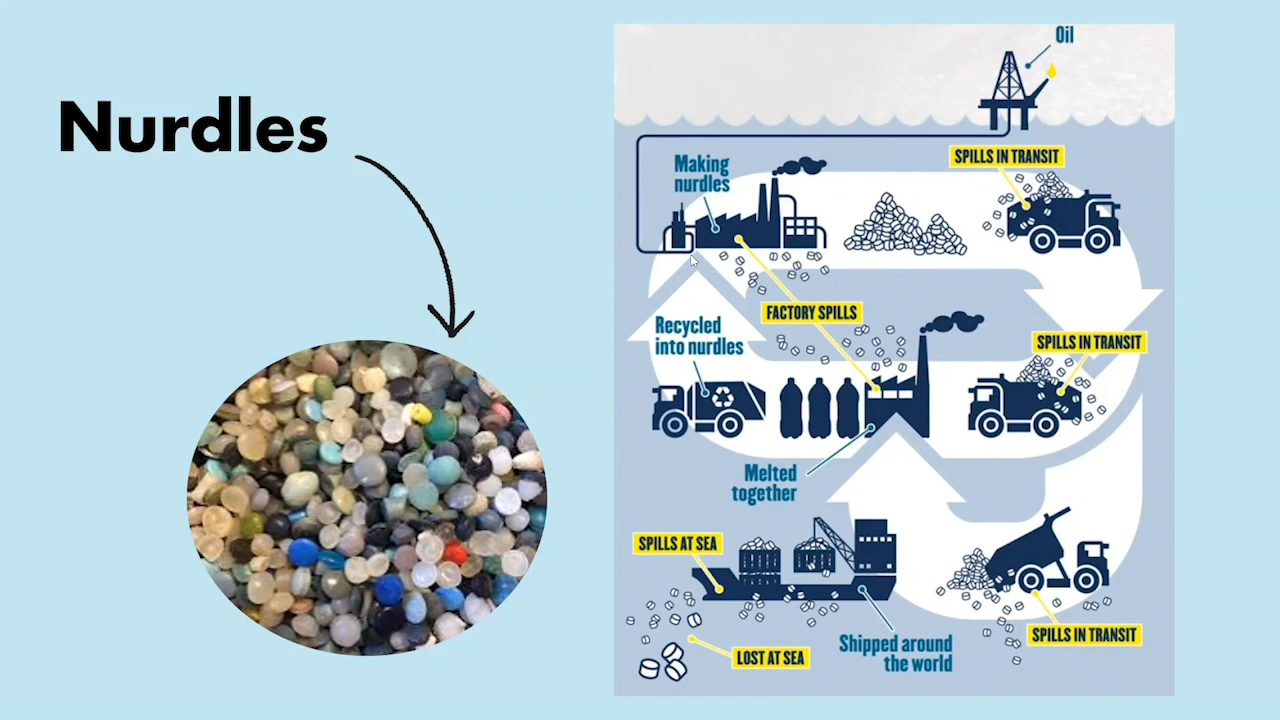 Nurdles
Oil
SPILLS IN TRANSIT
Making
nurdles
FACTORY SPILLS
Recycled
into nurdles
SPILLS IN TRANSIT
Melted
together
SPILLS AT SEA
SPILLS IN TRANSIT
Shipped around
the world
LOST AT SEA